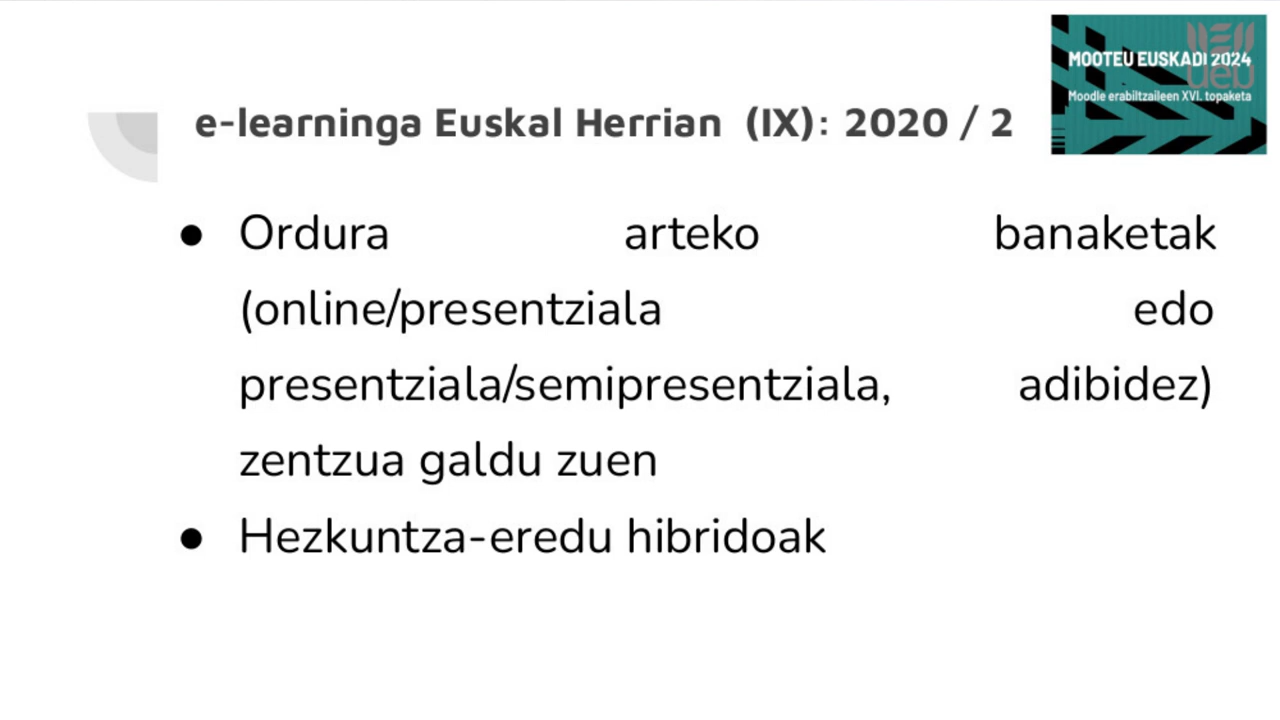 MOOTEU EUSKADI 2024
ueu
Moodle erabiltzaileen XVI. topaketa
e-learninga Euskal Herrian (IX): 2020 / 2
● Ordura arteko banaketak
(online/presentziala edo
presentziala/semipresentziala, adibidez)
zentzua galdu zuen
● Hezkuntza-eredu hibridoak